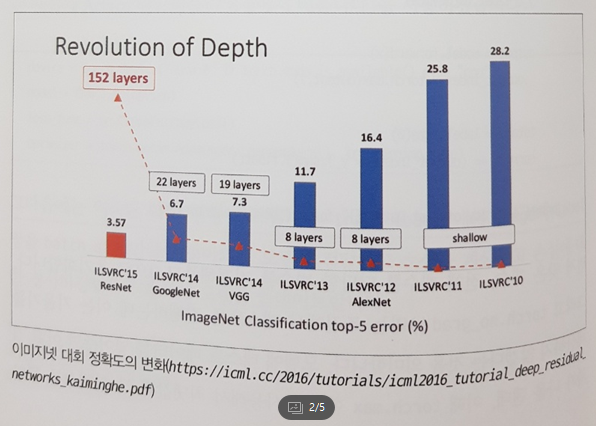 Revolution of Depth
28.2
25.8
152 layers
16.4
11.7
22 layers
19 layers
6.7
7.3
3.57
8 layers
8 layers
shallow
ILSVRC'15
ResNet
ILSVRC'14
GoogleNet
ILSVRC'14
VGG
ILSVRC'13
ILSVRC'12
AlexNet
ILSVRC'11
ILSVRC'10
ImageNet Classification top-5 error (%)
이미지넷 대회 정확도의 변화(https://icml.cc/2016/tutorials/icml2016_tutorial_deep_residual_
networks_kaiminghe.pdf)
2/5